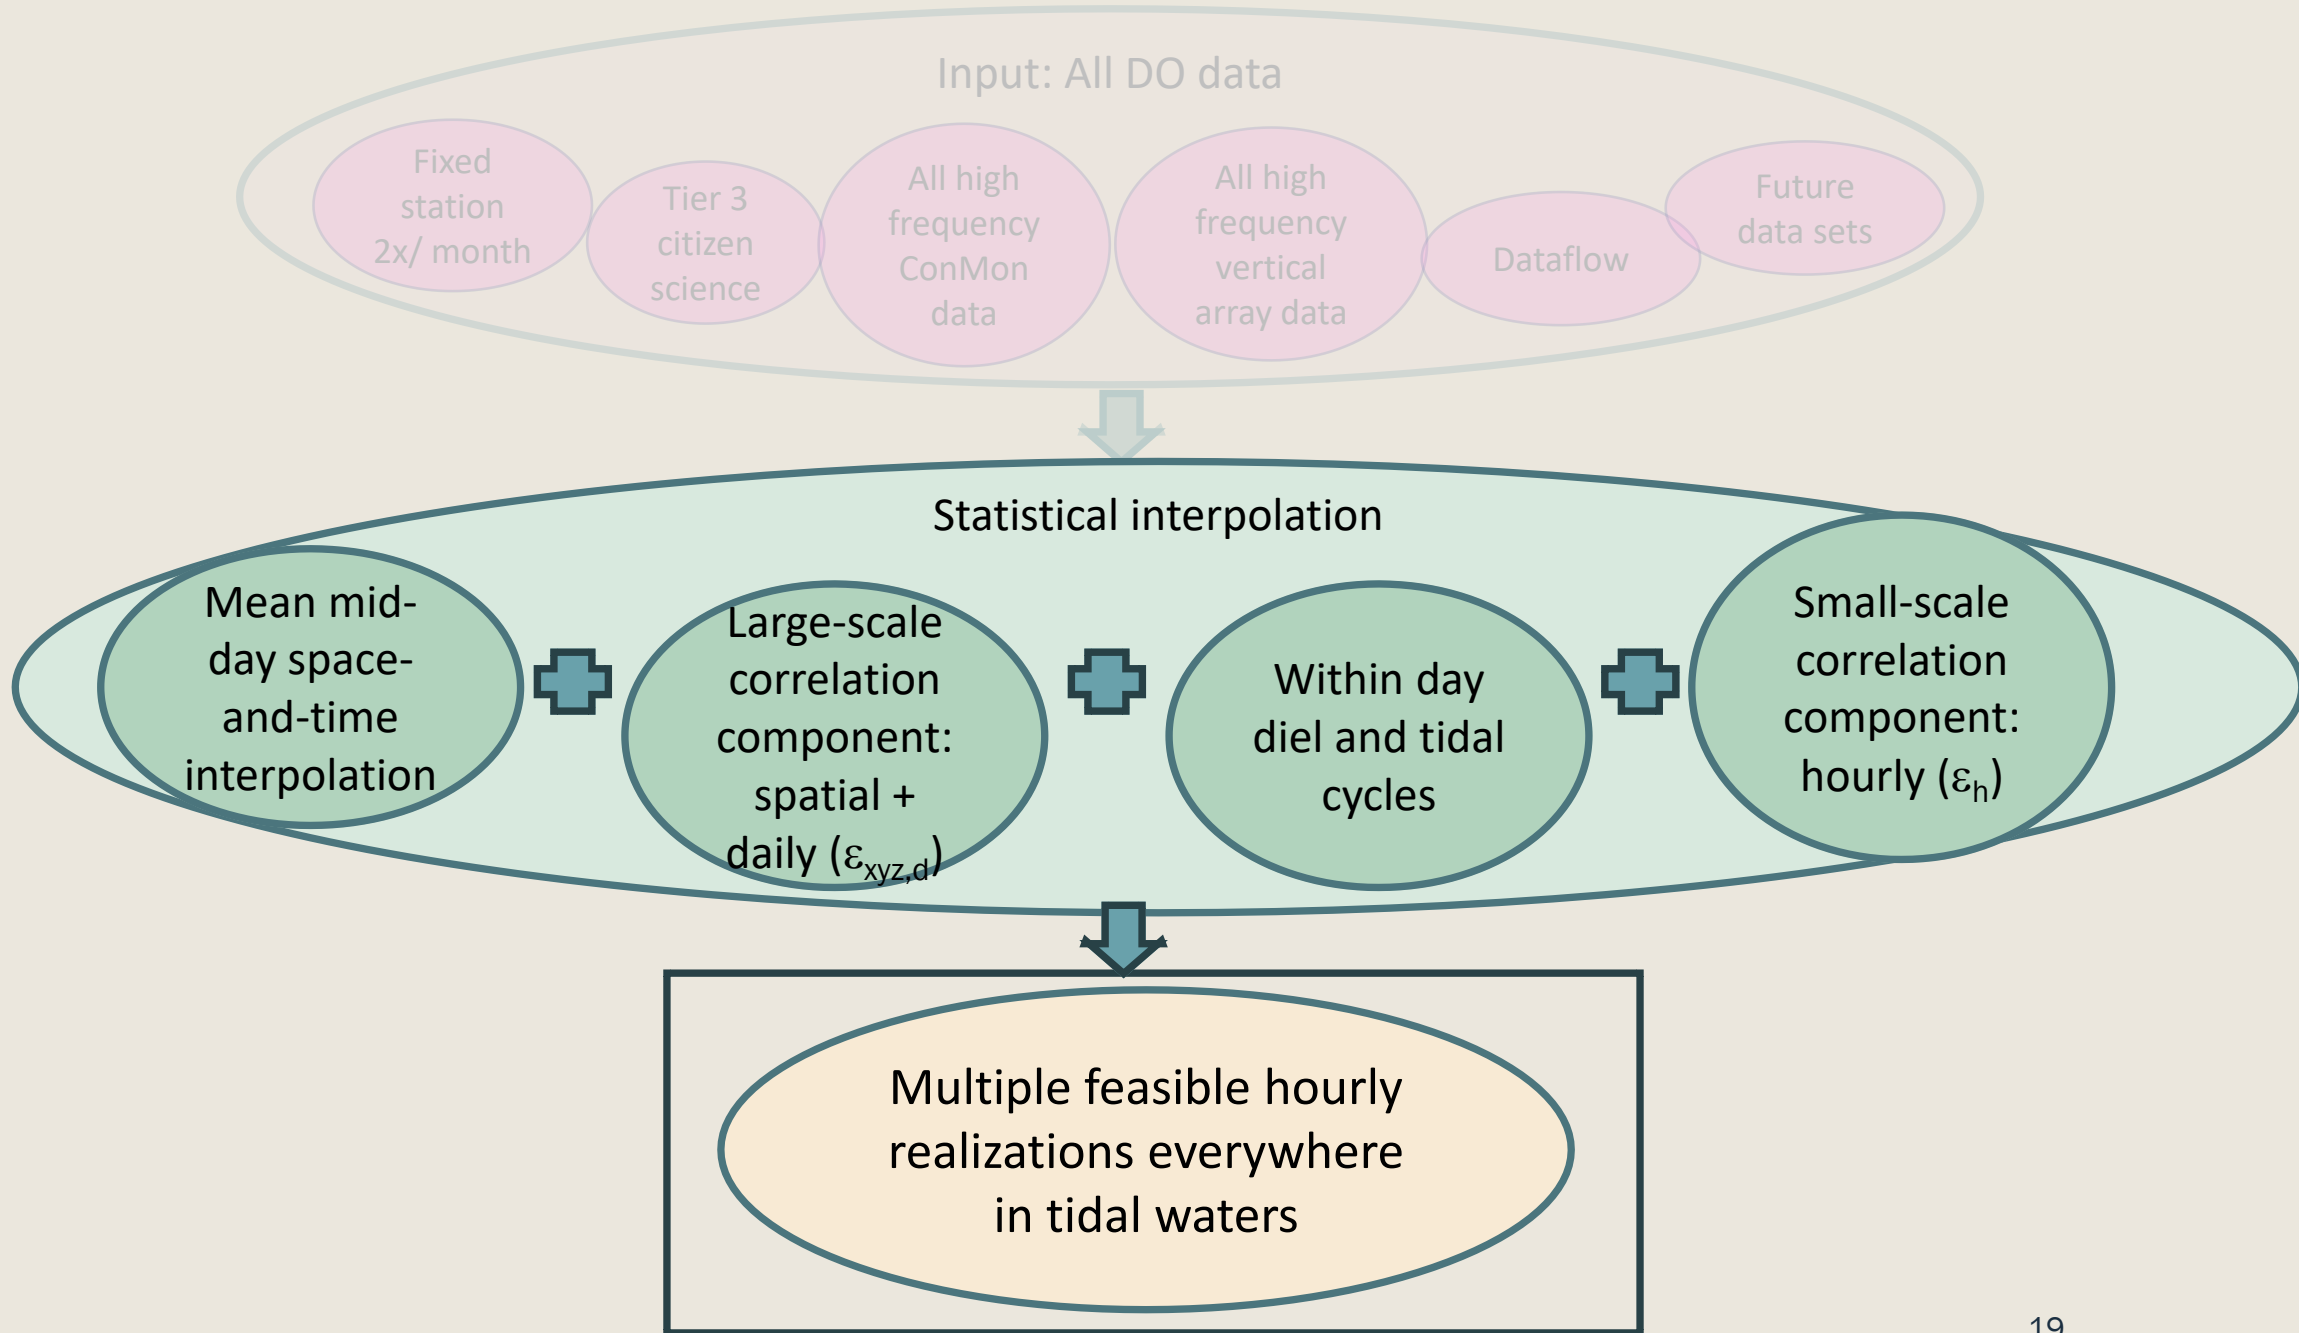 Input: All DO data
Fixed
station
2x/ month
Tier 3
citizen
science
All high
frequency
ConMon
data
All high
frequency
vertical
array data
Dataflow
Future
data sets
Statistical interpolation
Mean mid-
day space-
and-time
interpolation
Large-scale
correlation
component:
spatial +
daily (εxyz,d)
Within day
diel and tidal
cycles
Small-scale
correlation
component:
hourly (εh)
Multiple feasible hourly
realizations everywhere
in tidal waters
19